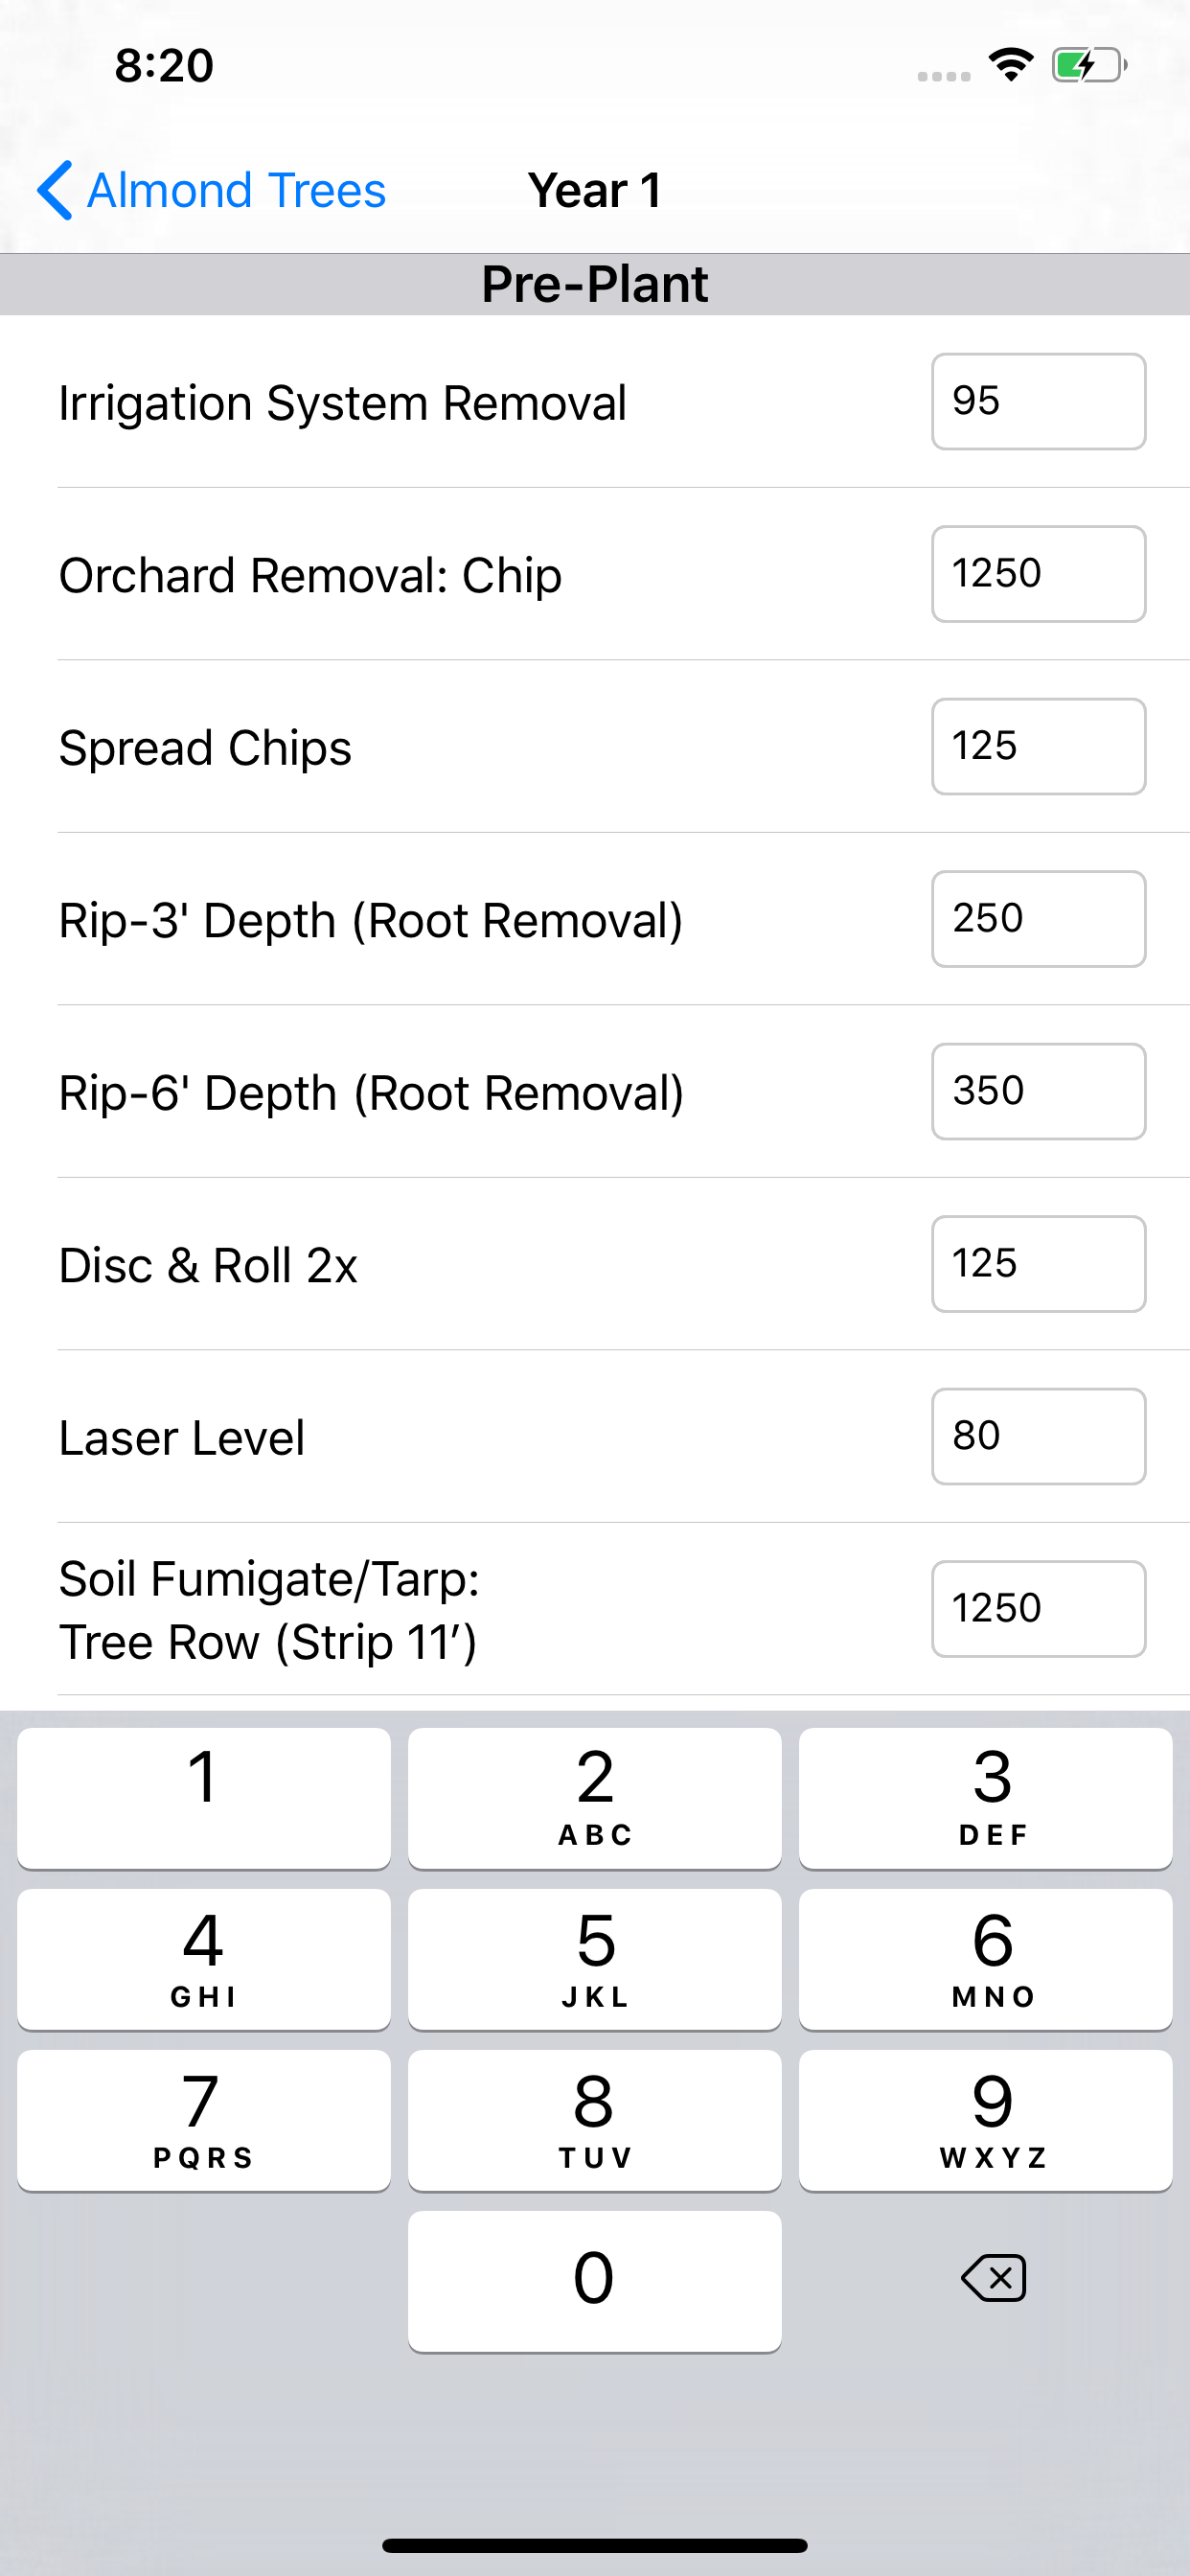 8:20
Almond Trees Year 1
Pre-Plant
Irrigation System Removal 95
Orchard Removal: Chip 1250
Spread Chips 125
Rip-3' Depth (Root Removal) 250
Rip-6' Depth (Root Removal) 350
Disc & Roll 2x 125
Laser Level 80
Soil Fumigate/Tarp:
Tree Row (Strip 11’) 1250
1 2 3
ABC DEF
4 5 6
GHI JKL MNO
7 8 9
PQRS TUV WXYZ
0